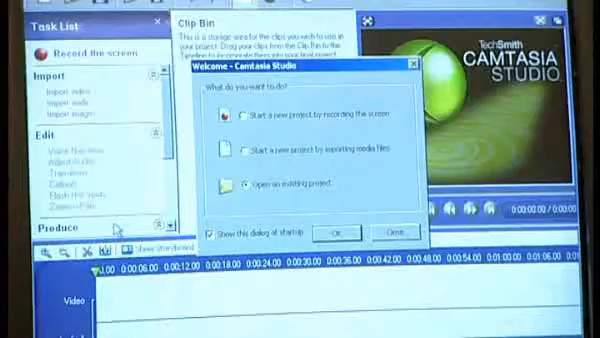 Task List
Record the screen
Import
Import video
Import audio
Import images
Edit
Video
Transitions
Callouts
Zoom-n-Pan
Produce
Show Storyboard
Clip Bin
This is a storage area for the clips you wish to use in
your project. Drag your clips from the Clip Bin to the
Welcome - Camtasia Studio
What do you want to do?
Start a new project by recording the screen
Start a new project by importing media files
Open an existing project
Show this dialog at startup
OK
Close
TechSmith
CAMTASIA
STUDIO
0:00:00.00 / 0:00:00
0:00:06.00 0:00:12.00 0:00:18.00 0:00:24.00 0:00:30.00 0:00:36.00 0:00:42.00 0:00:48.00 0:00:54.00 0:01:00.00 0:01:06.00
Video